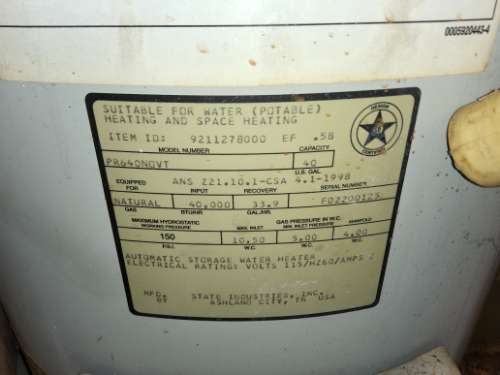 0005920443-4
SUITABLE FOR WATER (POTABLE)
HEATING AND SPACE HEATING
ITEM ID: 9211278000 EF .58
MODEL NUMBER CAPACITY
PR640NOVT 40
U.S. GAL.
EQUIPPED FOR ANS Z21.10.1-CSA 4.1-1998
INPUT RECOVERY SERIAL NUMBER
NATURAL 40,000 33.9
GAS BTU/HR. GAL./HR.
MAXIMUM HYDROSTATIC WORKING PRESSURE GAS PRESSURE IN W.C.
MAX. INLET MIN. INLET PRESSURE MANIFOLD
150 10.50 5.00 4.00
P.S.I. W.C. W.C. W.C.
AUTOMATIC STORAGE WATER HEATER
ELECTRICAL RATING: VOLTS 115/HZ60/AMPS
MFD. BY STATE INDUSTRIES, INC.
ASHLAND CITY, TN USA
DESIGN
CERTIFIED